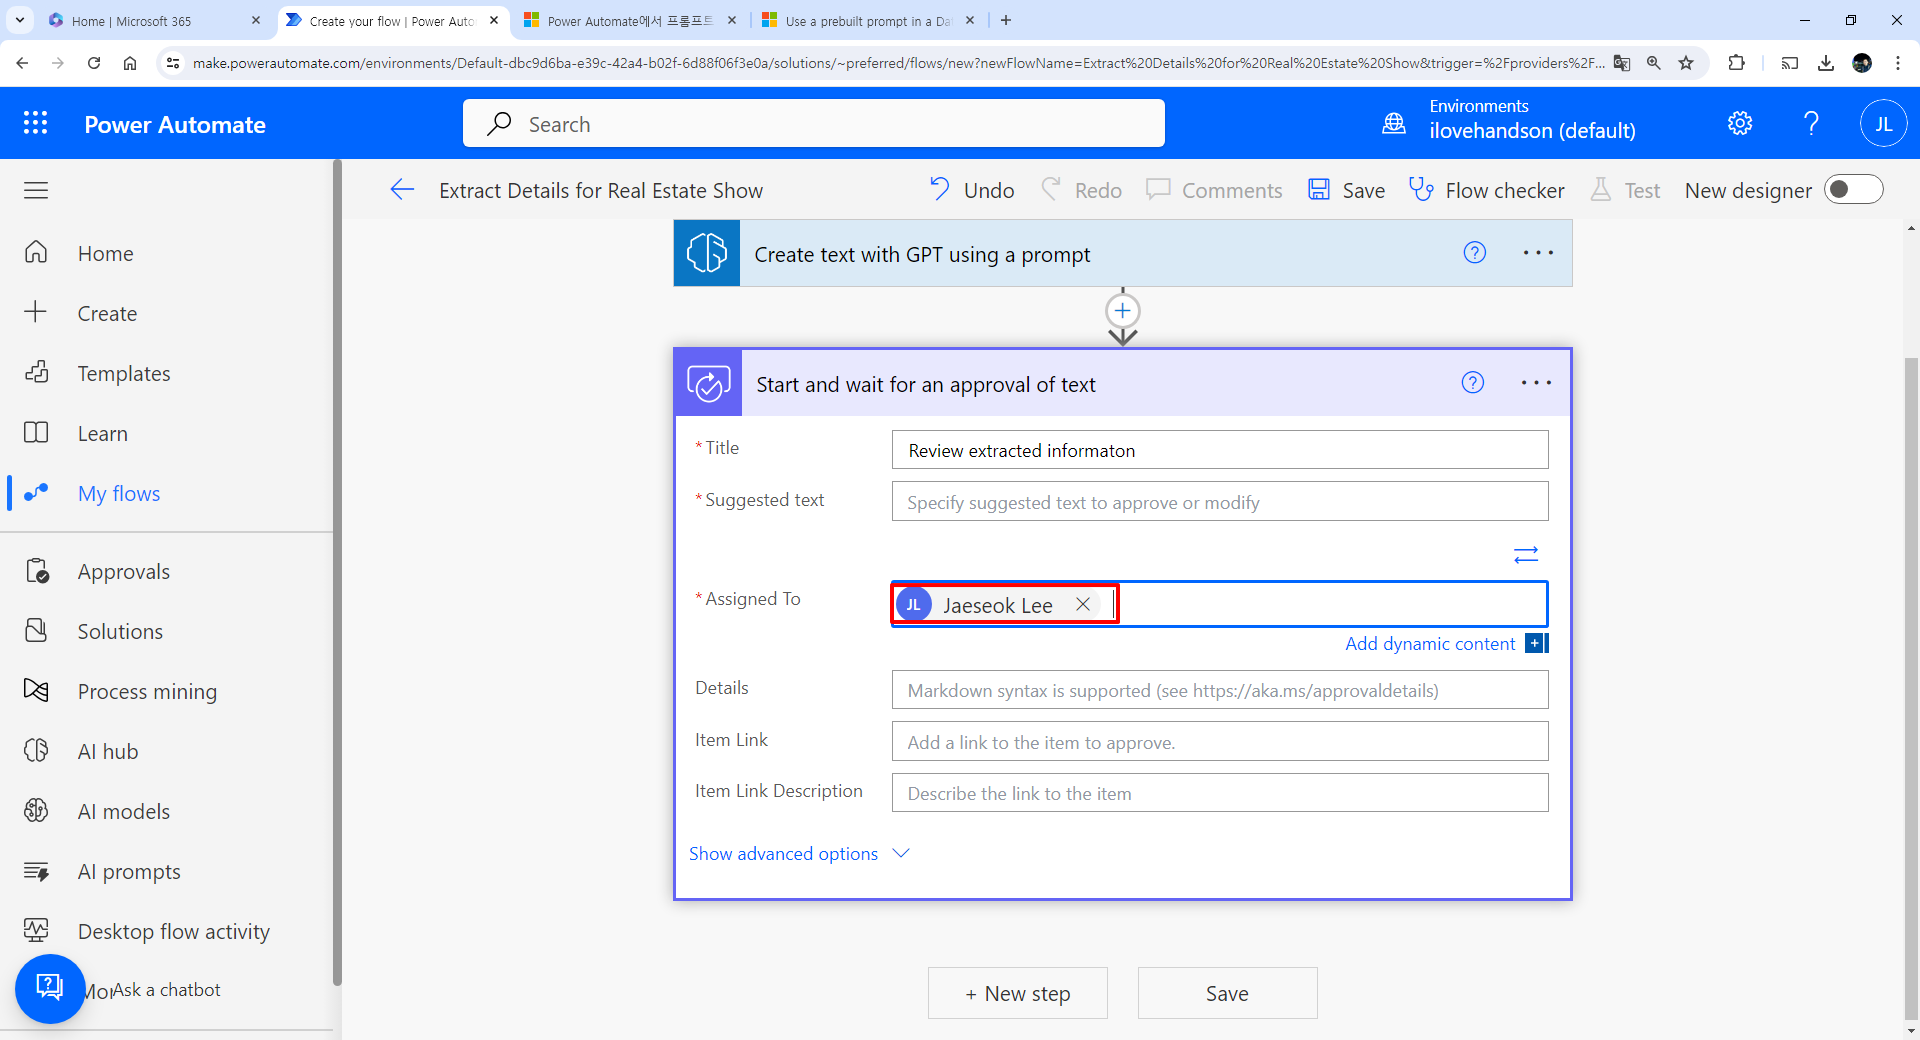 Home | Microsoft 365
Create your flow | Power Autor
Power Automate에서 프롬프트
Use a prebuilt prompt in a Da
make.powerautomate.com/environments/Default-dbc9d6ba-e39c-42a4-b02f-6d88f06f3e0a/solutions/~preferred/flows/new?newFlowName=Extract%20Details%20for%20Real%20Estate%20Show&trigger=%2Fproviders%2F...
Power Automate
Search
Environments
ilovehandson (default)
JL
Extract Details for Real Estate Show
Undo
Redo
Comments
Save
Flow checker
Test
New designer
Home
Create
Templates
Learn
My flows
Approvals
Solutions
Process mining
AI hub
AI models
AI prompts
Desktop flow activity
Mor
Ask a chatbot
Create text with GPT using a prompt
Start and wait for an approval of text
* Title
Review extracted informaton
* Suggested text
Specify suggested text to approve or modify
* Assigned To
JL Jaeseok Lee
Add dynamic content
Details
Markdown syntax is supported (see https://aka.ms/approvaldetails)
Item Link
Add a link to the item to approve.
Item Link Description
Describe the link to the item
Show advanced options
+ New step
Save